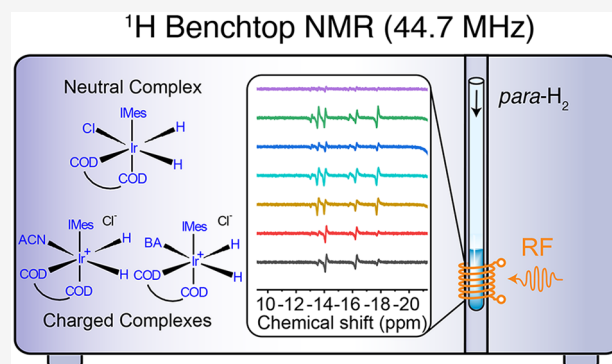 ¹H Benchtop NMR (44.7 MHz)
Neutral Complex
IMes
Cl
H
Ir
COD
H
COD
IMes
Cl⁻
ACN
H
Ir⁺
COD
H
COD
IMes
Cl⁻
BA
H
Ir⁺
COD
H
COD
Charged Complexes
10 -12 -14 -16 -18 -20
Chemical shift (ppm)
para-H₂
RF